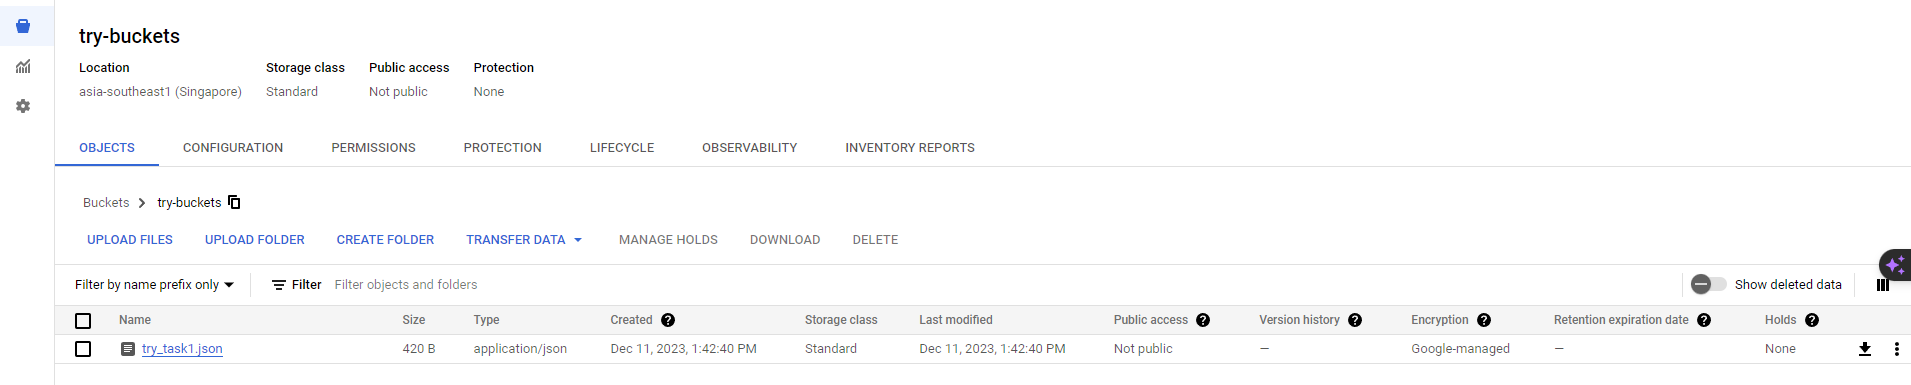 try-buckets
Location Storage class Public access Protection
asia-southeast1 (Singapore) Standard Not public None
OBJECTS CONFIGURATION PERMISSIONS PROTECTION LIFECYCLE OBSERVABILITY INVENTORY REPORTS
Buckets > try-buckets
UPLOAD FILES UPLOAD FOLDER CREATE FOLDER TRANSFER DATA MANAGE HOLDS DOWNLOAD DELETE
Filter by name prefix only Filter Filter objects and folders Show deleted data
Name Size Type Created Storage class Last modified Public access Version history Encryption Retention expiration date Holds
try_task1.json 420 B application/json Dec 11, 2023, 1:42:40 PM Standard Dec 11, 2023, 1:42:40 PM Not public — Google-managed — None